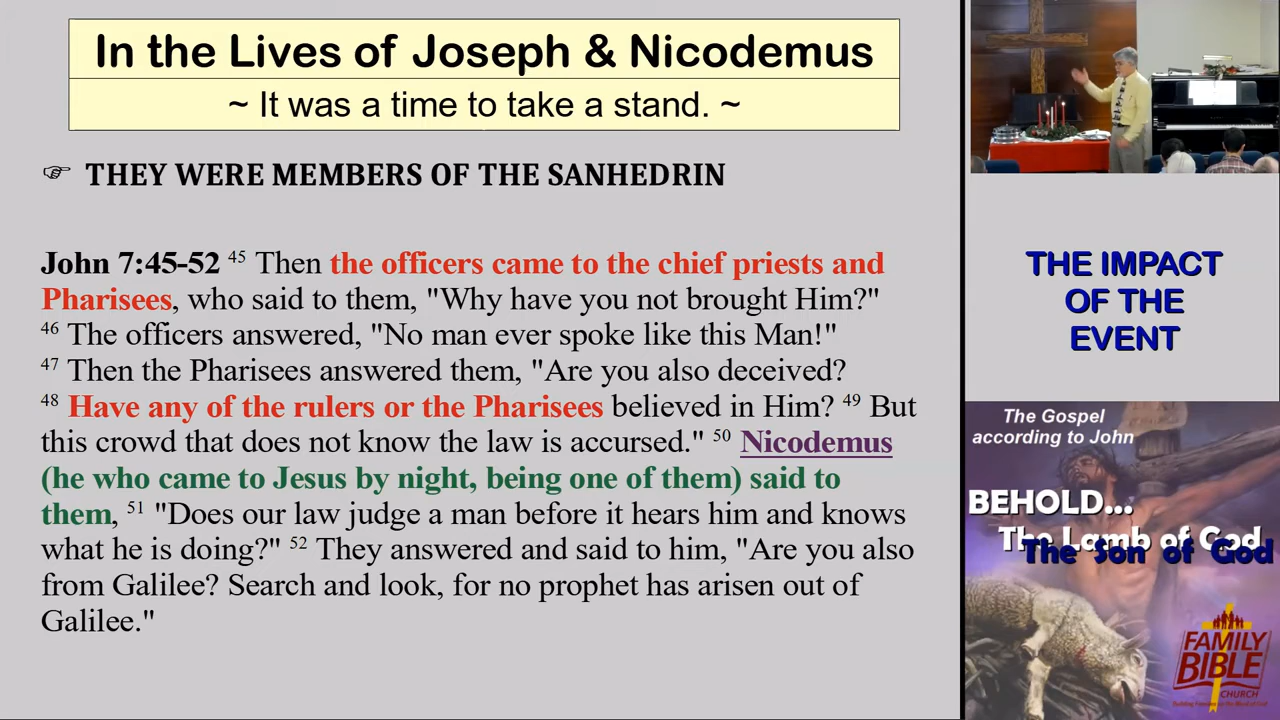 In the Lives of Joseph & Nicodemus
~ It was a time to take a stand. ~
☞ THEY WERE MEMBERS OF THE SANHEDRIN
John 7:45-52 45 Then the officers came to the chief priests and
Pharisees, who said to them, "Why have you not brought Him?"
46 The officers answered, "No man ever spoke like this Man!"
47 Then the Pharisees answered them, "Are you also deceived?
48 Have any of the rulers or the Pharisees believed in Him? 49 But
this crowd that does not know the law is accursed." 50 Nicodemus
(he who came to Jesus by night, being one of them) said to
them, 51 "Does our law judge a man before it hears him and knows
what he is doing?" 52 They answered and said to him, "Are you also
from Galilee? Search and look, for no prophet has arisen out of
Galilee."
THE IMPACT
OF THE
EVENT
The Gospel
according to John
BEHOLD...
The Lamb of God
The Son of God
FAMILY
BIBLE
CHURCH